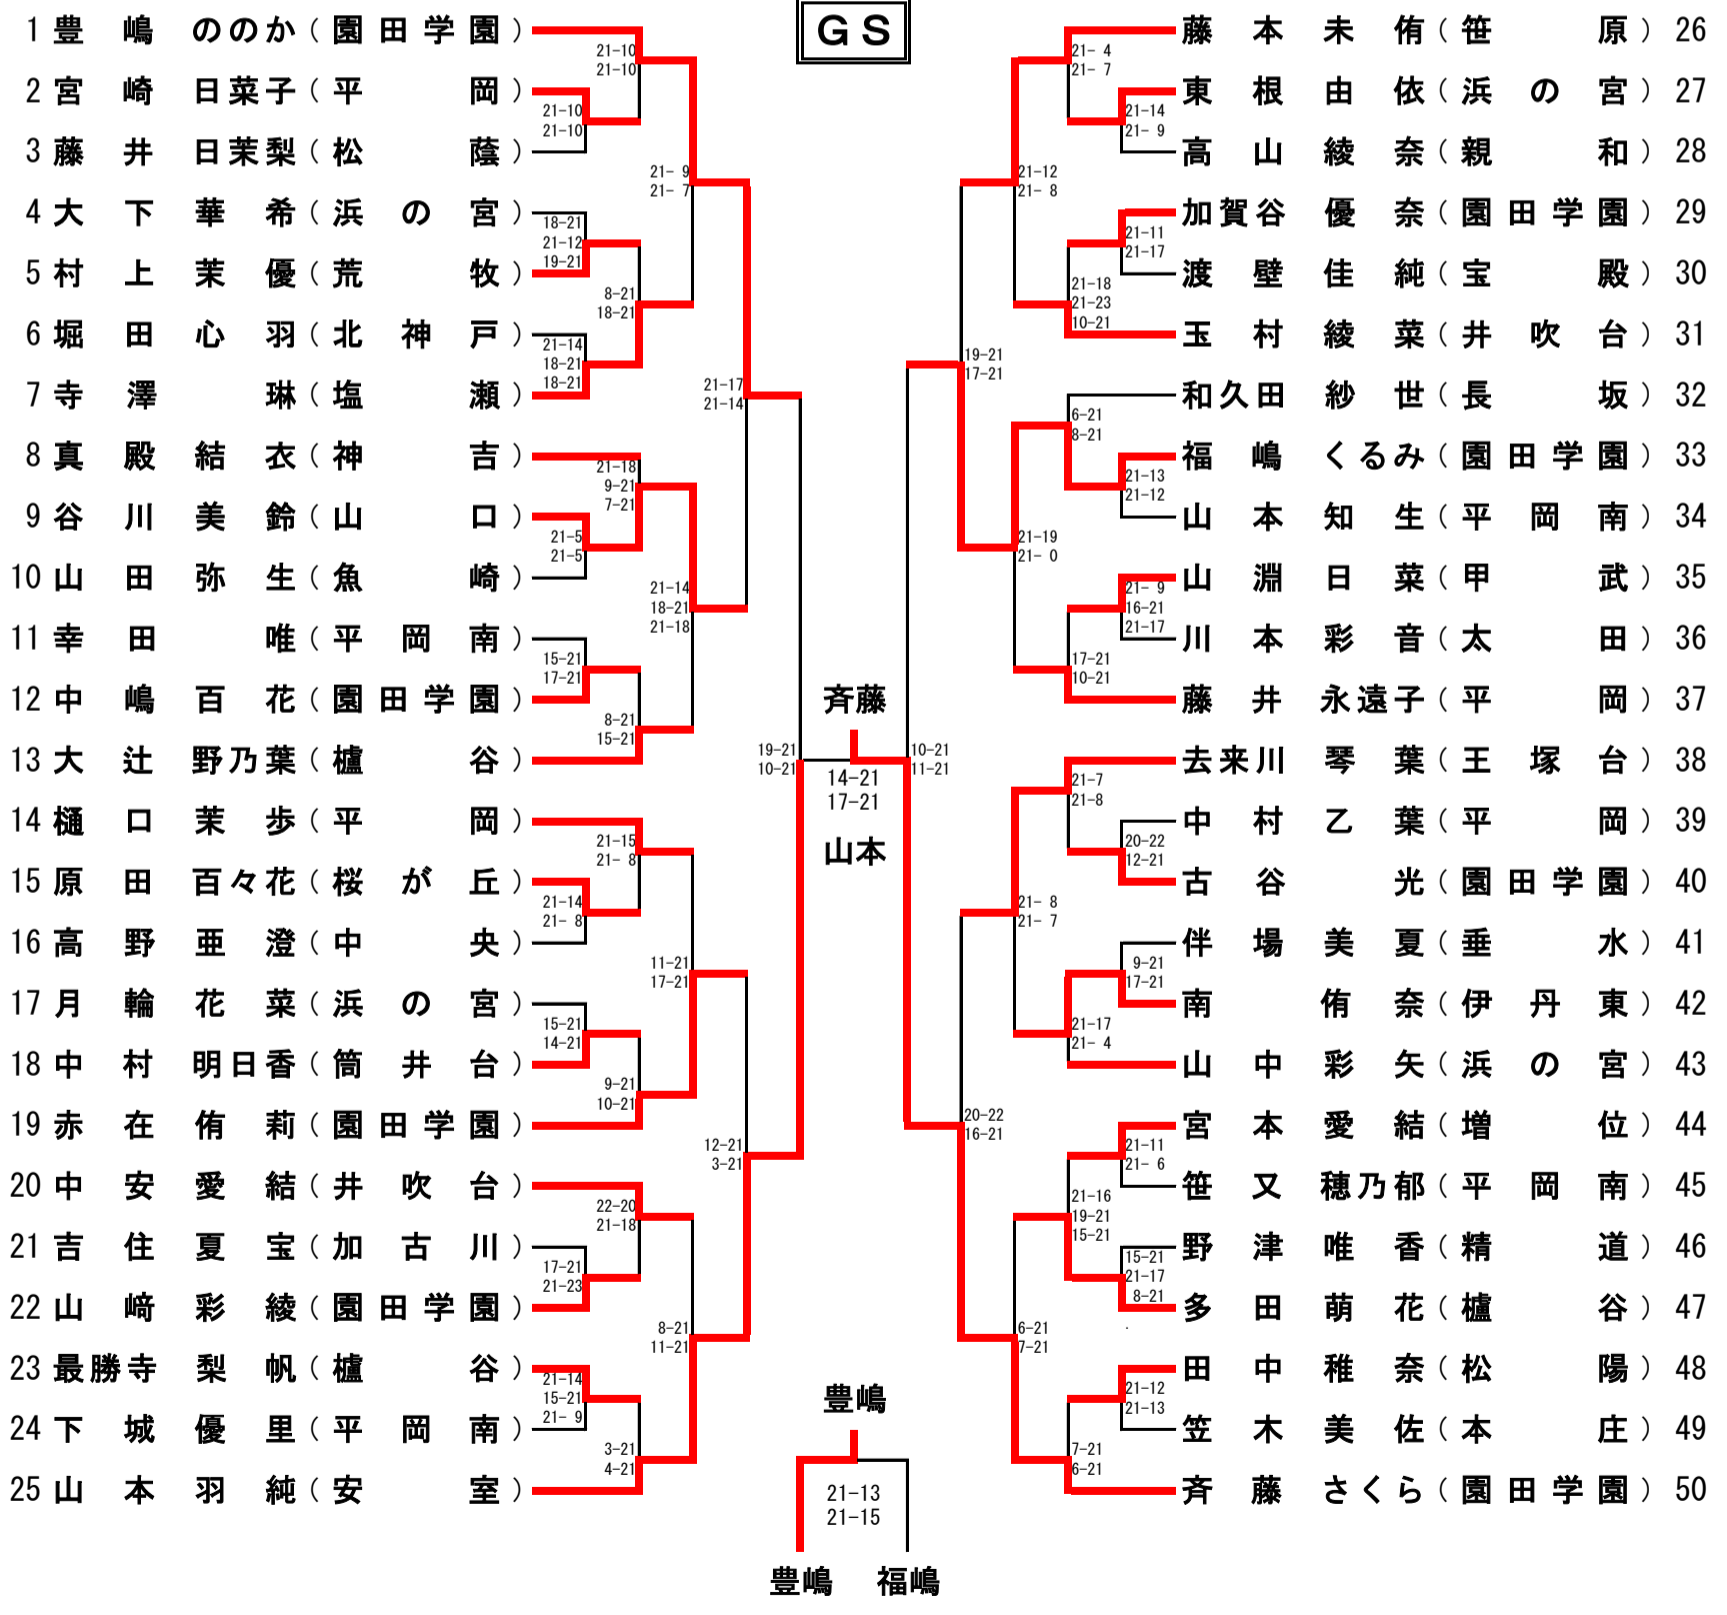 GS
1 豊嶋ののか（園田学園）
2 宮崎日菜子（平岡）
3 藤井日茉梨（松蔭）
4 大下華希（浜の宮）
5 村上茉優（荒牧）
6 堀田心羽（北神戸）
7 寺澤琳（塩瀬）
8 真殿結衣（神吉）
9 谷川美鈴（山口）
10 山田弥生（魚崎）
11 幸田唯（平岡南）
12 中嶋百花（園田学園）
13 大辻野乃葉（櫨谷）
14 樋口茉歩（平岡）
15 原田百々花（桜が丘）
16 高野亜澄（中央）
17 月輪花菜（浜の宮）
18 中村明日香（筒井台）
19 赤在侑莉（園田学園）
20 中安愛結（井吹台）
21 吉住夏宝（加古川）
22 山﨑彩綾（園田学園）
23 最勝寺梨帆（櫨谷）
24 下城優里（平岡南）
25 山本羽純（安室）
21-10
21-10
21-10
21-10
21- 9
21- 7
18-21
21-12
19-21
8-21
18-21
21-14
18-21
18-21
21-17
21-14
21-18
9-21
7-21
21-5
21-5
21-14
18-21
21-18
15-21
17-21
8-21
15-21
19-21
10-21
21-15
21- 8
21-14
21- 8
11-21
17-21
15-21
14-21
9-21
10-21
12-21
3-21
22-20
21-18
17-21
21-23
8-21
11-21
21-14
15-21
21- 9
3-21
4-21
斉藤
14-21
17-21
山本
豊嶋
21-13
21-15
豊嶋 福嶋
藤本未侑（笹原）26
東根由依（浜の宮）27
高山綾奈（親和）28
加賀谷優奈（園田学園）29
渡壁佳純（宝殿）30
玉村綾菜（井吹台）31
和久田紗世（長坂）32
福嶋くるみ（園田学園）33
山本知生（平岡南）34
山淵日菜（甲武）35
川本彩音（太田）36
藤井永遠子（平岡）37
去来川琴葉（王塚台）38
中村乙葉（平岡）39
古谷光（園田学園）40
伴場美夏（垂水）41
南侑奈（伊丹東）42
山中彩矢（浜の宮）43
宮本愛結（増位）44
笹又穂乃郁（平岡南）45
野津唯香（精道）46
多田萌花（櫨谷）47
田中稚奈（松陽）48
笠木美佐（本庄）49
斉藤さくら（園田学園）50
21- 4
21- 7
21-14
21- 9
21-12
21- 8
21-11
21-17
21-18
21-23
10-21
19-21
17-21
6-21
8-21
21-13
21-12
21-19
21- 0
21- 9
16-21
21-17
17-21
10-21
10-21
11-21
21-7
21-8
20-22
12-21
21- 8
21- 7
9-21
17-21
21-17
21- 4
20-22
16-21
21-11
21- 6
21-16
19-21
15-21
15-21
21-17
8-21
6-21
7-21
21-12
21-13
7-21
6-21